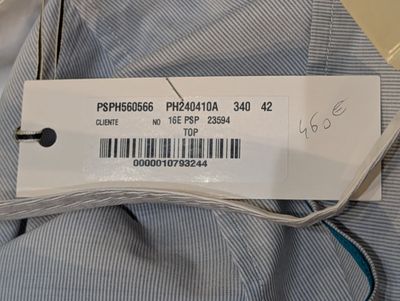 PSPH560566 PH240410A 340 42
CLIENTE NO 16E PSP 23594
TOP
0000010793244
460€